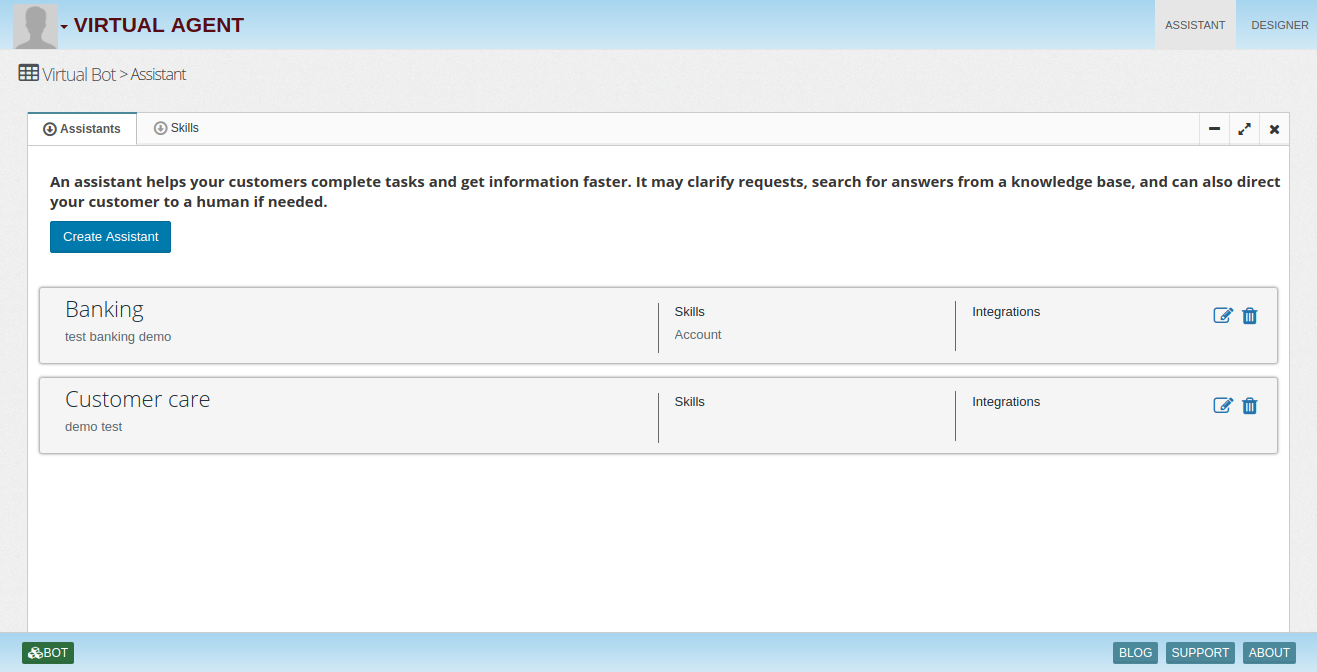 VIRTUAL AGENT
ASSISTANT
DESIGNER
Virtual Bot > Assistant
Assistants
Skills
An assistant helps your customers complete tasks and get information faster. It may clarify requests, search for answers from a knowledge base, and can also direct
your customer to a human if needed.
Create Assistant
Banking
test banking demo
Skills
Account
Integrations
Customer care
demo test
Skills
Integrations
BOT
BLOG
SUPPORT
ABOUT